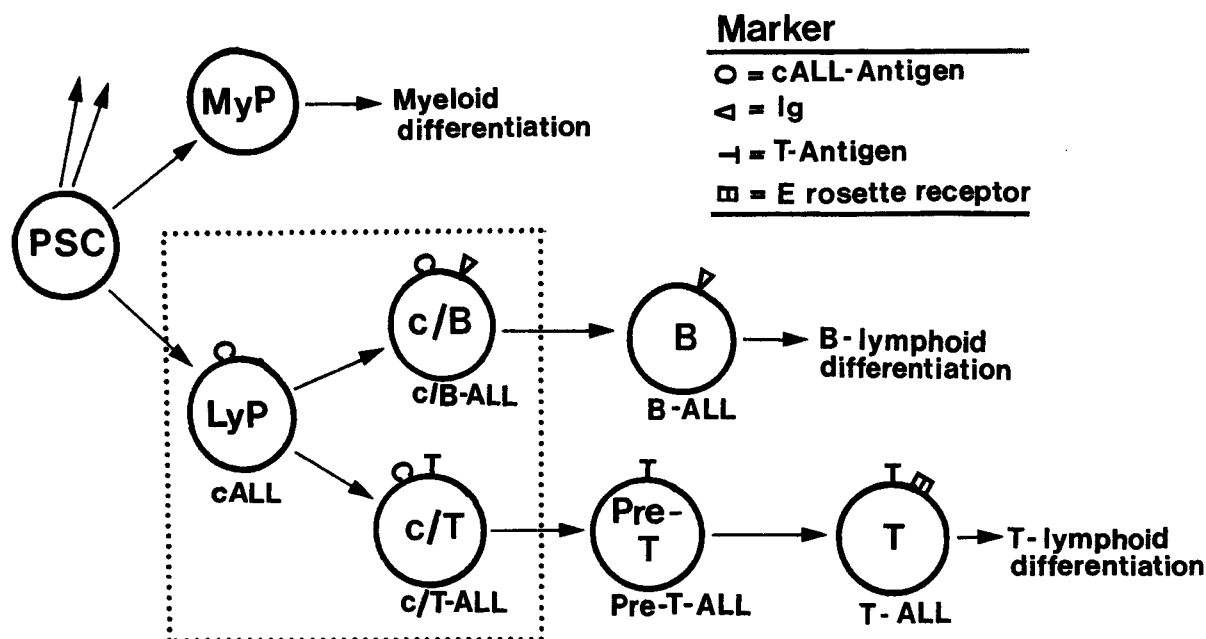 Marker
= cALL-Antigen
= Ig
= T-Antigen
= E rosette receptor
MyP
Myeloid
differentiation
PSC
c/B
c/B-ALL
B
B-ALL
B-lymphoid
differentiation
LyP
cALL
c/T
c/T-ALL
Pre-
T
Pre-T-ALL
T
T-ALL
T-lymphoid
differentiation